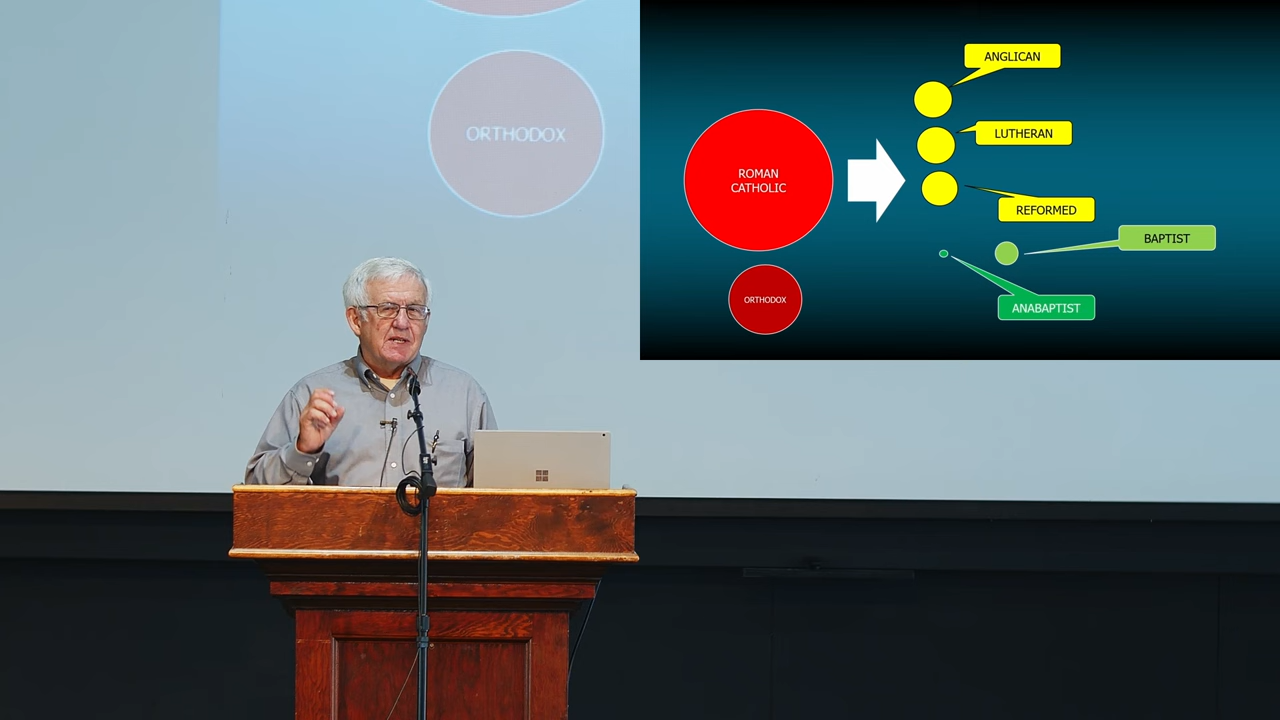 ORTHODOX
ANGLICAN
LUTHERAN
ROMAN
CATHOLIC
REFORMED
BAPTIST
ORTHODOX
ANABAPTIST